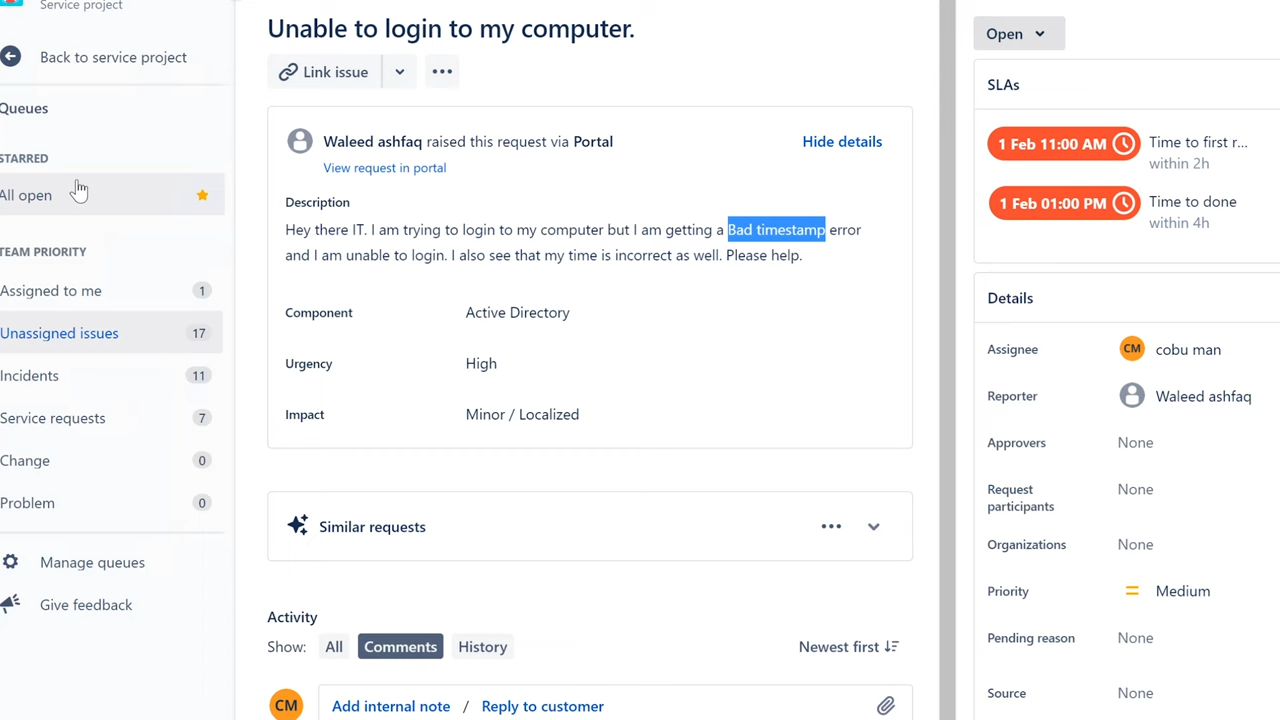 Service project
Back to service project
Queues
STARRED
All open
TEAM PRIORITY
Assigned to me 1
Unassigned issues 17
Incidents 11
Service requests 7
Change 0
Problem 0
Manage queues
Give feedback
Unable to login to my computer.
Link issue
Waleed ashfaq raised this request via Portal
Hide details
View request in portal
Description
Hey there IT. I am trying to login to my computer but I am getting a Bad timestamp error
and I am unable to login. I also see that my time is incorrect as well. Please help.
Component Active Directory
Urgency High
Impact Minor / Localized
Similar requests
Activity
Show: All Comments History Newest first
CM Add internal note / Reply to customer
Open
SLAs
1 Feb 11:00 AM Time to first r...
within 2h
1 Feb 01:00 PM Time to done
within 4h
Details
Assignee CM cobu man
Reporter Waleed ashfaq
Approvers None
Request
participants None
Organizations None
Priority Medium
Pending reason None
Source None